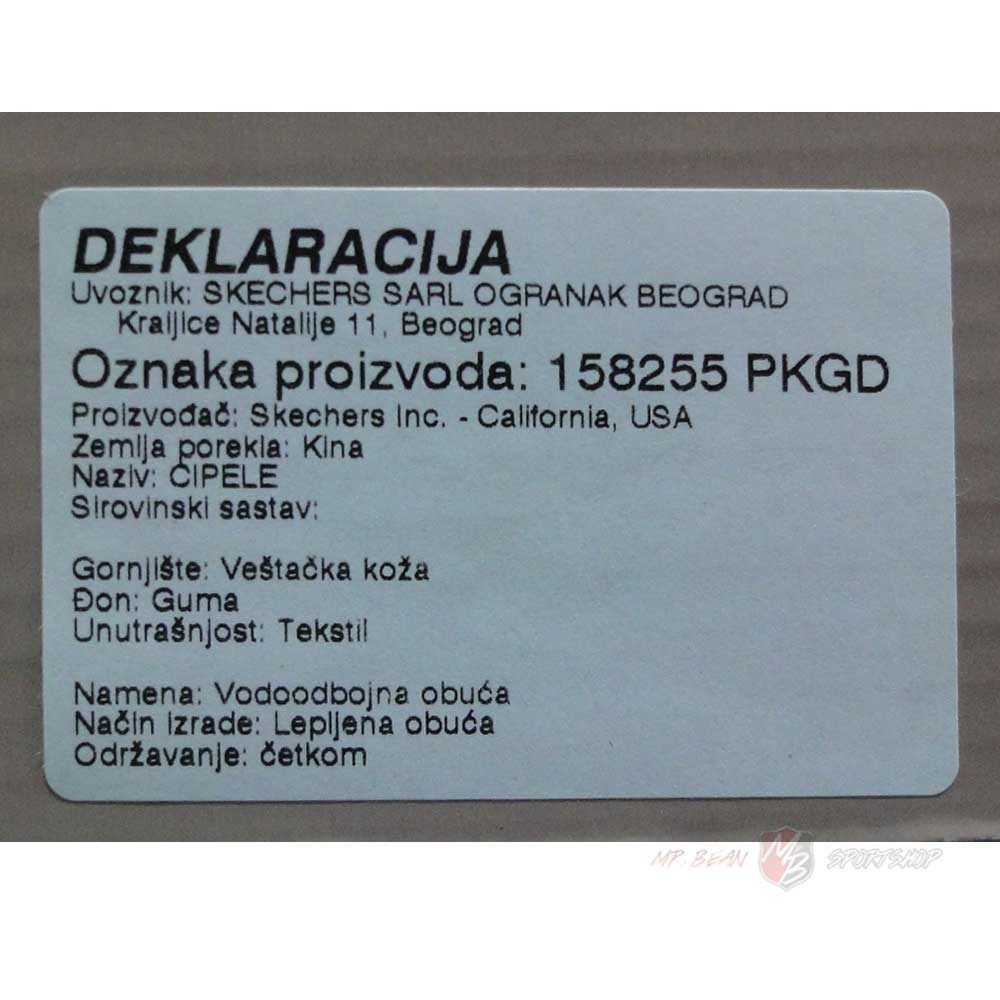 DEKLARACIJA
Uvoznik: SKECHERS SARL OGRANAK BEOGRAD
Kraljice Natalije 11, Beograd
Oznaka proizvoda: 158255 PKGD
Proizvođač: Skechers Inc. - California, USA
Zemlja porekla: Kina
Naziv: CIPELE
Sirovinski sastav:
Gornjište: Veštačka koža
Đon: Guma
Unutrašnjost: Tekstil
Namena: Vodoodbojna obuća
Način izrade: Lepljena obuća
Održavanje: četkom
MR. BEAN MB SPORTSHOP